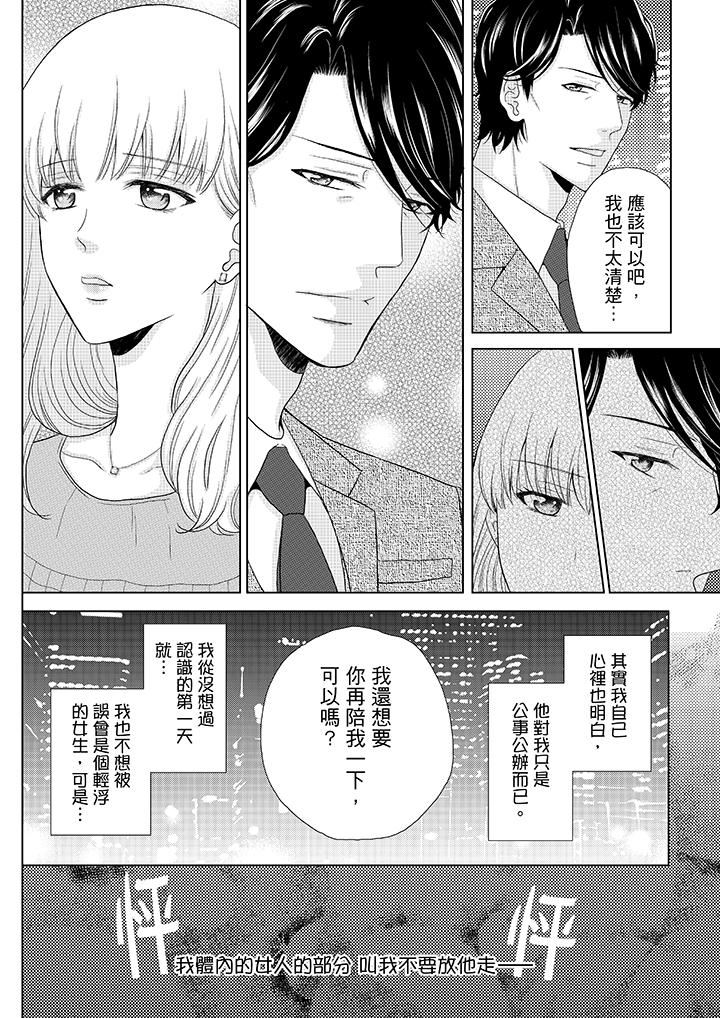 應該可以吧，
我也不太清楚…
其實我自己
心裡也明白，
他對我只是
公事公辦而已。
我還想要
你再陪我一下，
可以嗎？
我從沒想過
認識的第一天
就…
我也不想被
誤會是個輕浮
的女生，可是…
怦
怦
我體內的女人的部分 叫我不要放他走——